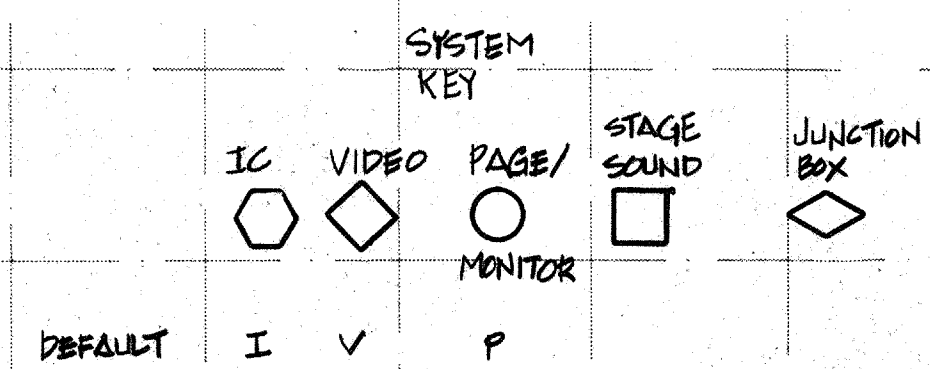 SYSTEM
KEY
IC VIDEO PAGE/ STAGE SOUND JUNCTION BOX
MONITOR
DEFAULT I V P